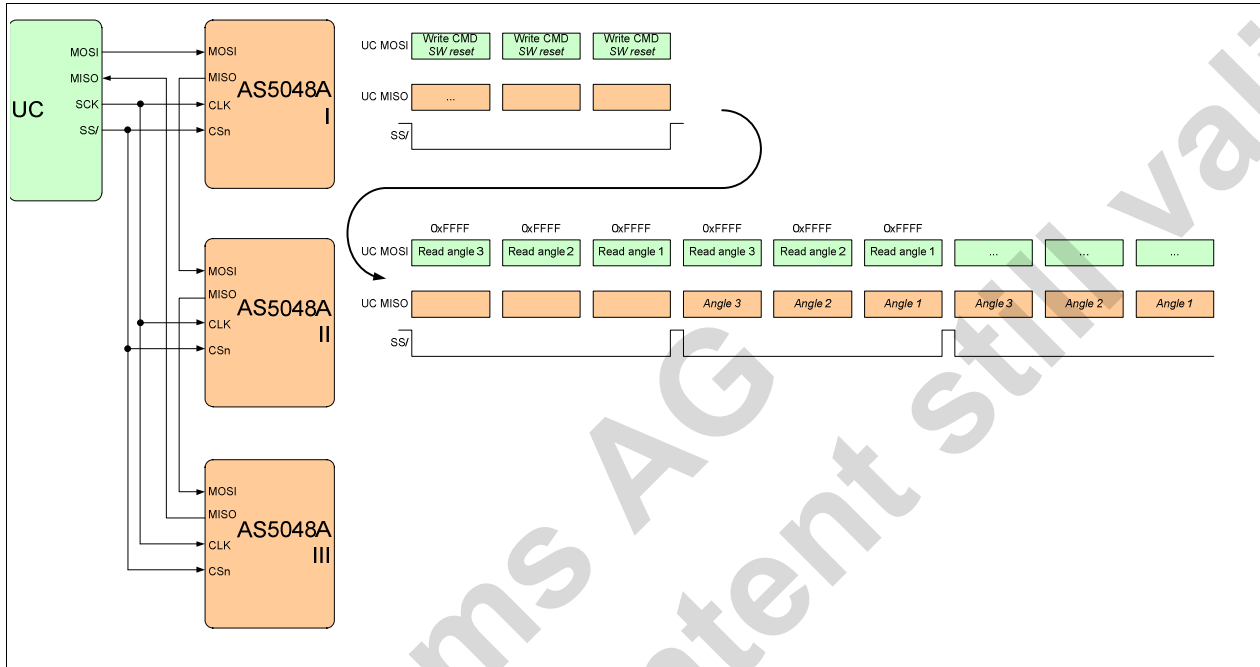 UC
MOSI
MISO
SCK
SS/
MOSI
MISO
CLK
CSn
AS5048A
I
MOSI
MISO
CLK
CSn
AS5048A
II
MOSI
MISO
CLK
CSn
AS5048A
III
UC MOSI
Write CMD
SW reset
Write CMD
SW reset
Write CMD
SW reset
UC MISO
...
SS/
0xFFFF 0xFFFF 0xFFFF 0xFFFF 0xFFFF 0xFFFF
UC MOSI Read angle 3 Read angle 2 Read angle 1 Read angle 3 Read angle 2 Read angle 1 ... ... ...
UC MISO Angle 3 Angle 2 Angle 1 Angle 3 Angle 2 Angle 1
SS/
ms AG
tent still vali